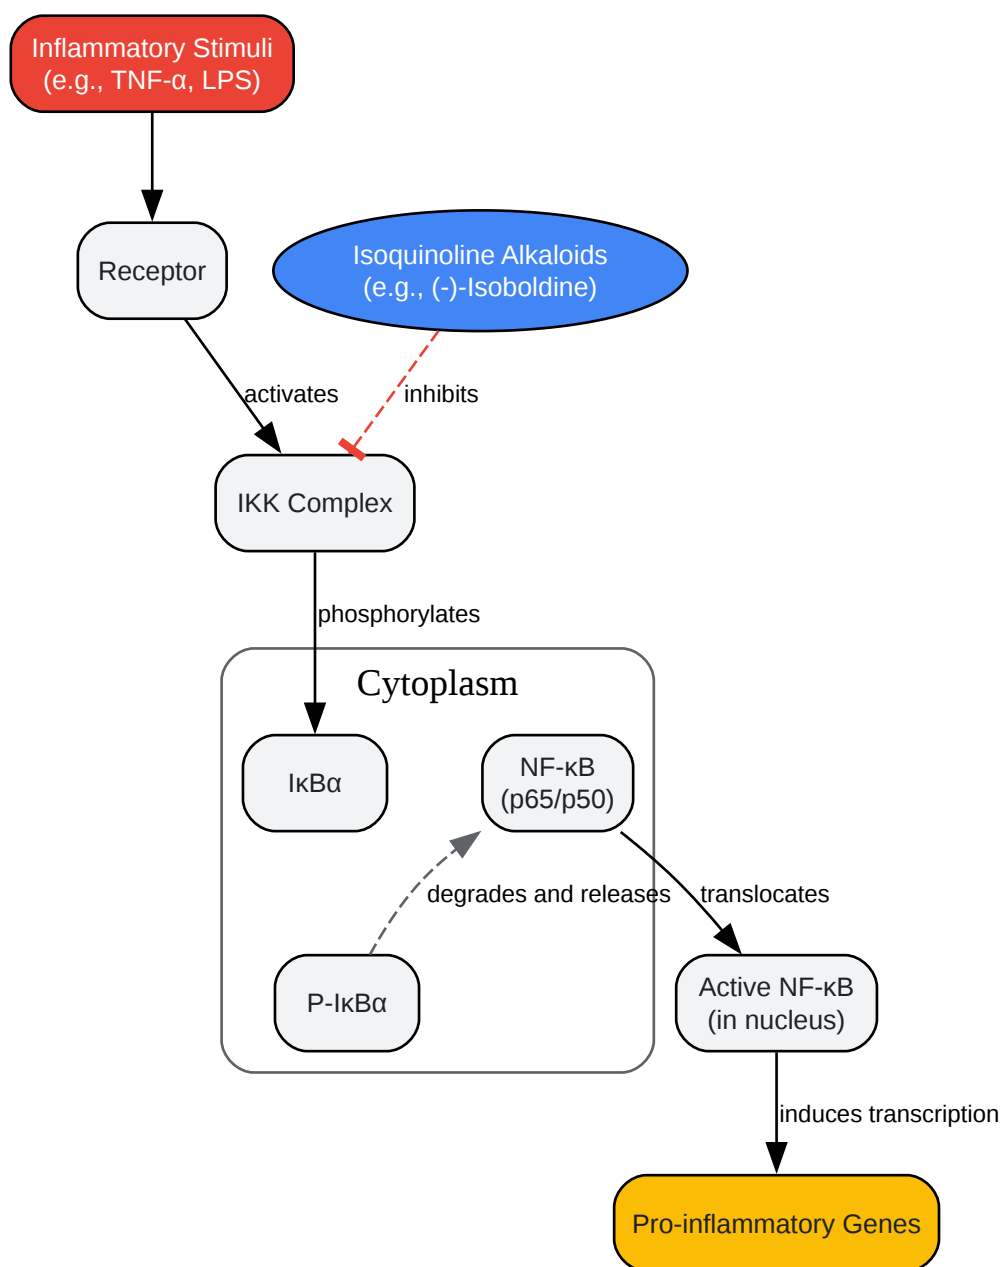 Inflammatory Stimuli
(e.g., TNF-α, LPS)
Receptor
Isoquinoline Alkaloids
(e.g., (-)-Isoboldine)
activates
inhibits
IKK Complex
phosphorylates
Cytoplasm
IκBα
NF-κB
(p65/p50)
degrades and releases
translocates
P-IκBα
Active NF-κB
(in nucleus)
induces transcription
Pro-inflammatory Genes